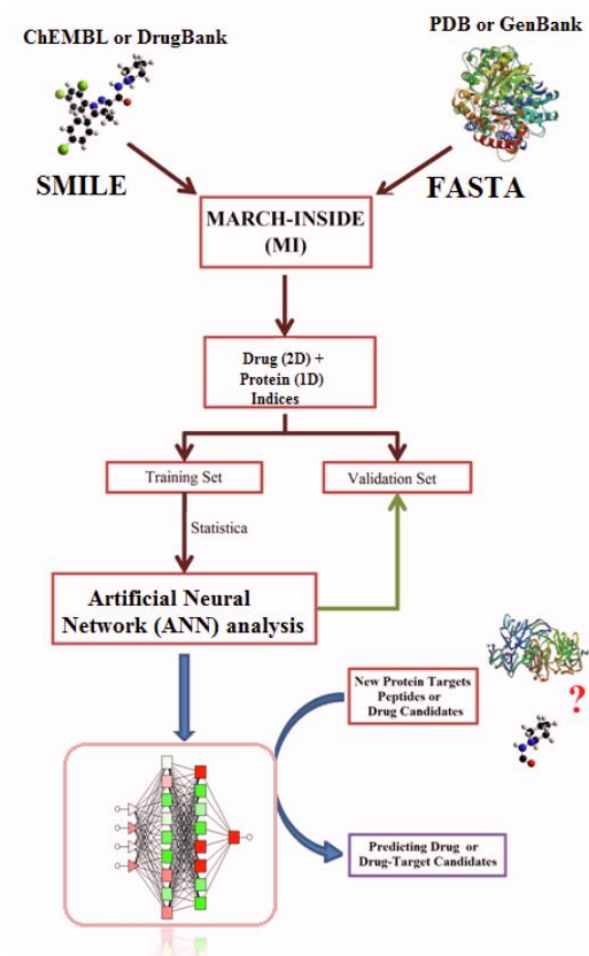 ChEMBL or DrugBank
PDB or GenBank
SMILE
FASTA
MARCH-INSIDE
(MI)
Drug (2D) +
Protein (1D)
Indices
Training Set
Validation Set
Statistica
Artificial Neural
Network (ANN) analysis
New Protein Targets
Peptides or
Drug Candidates
?
Predicting Drug or
Drug-Target Candidates